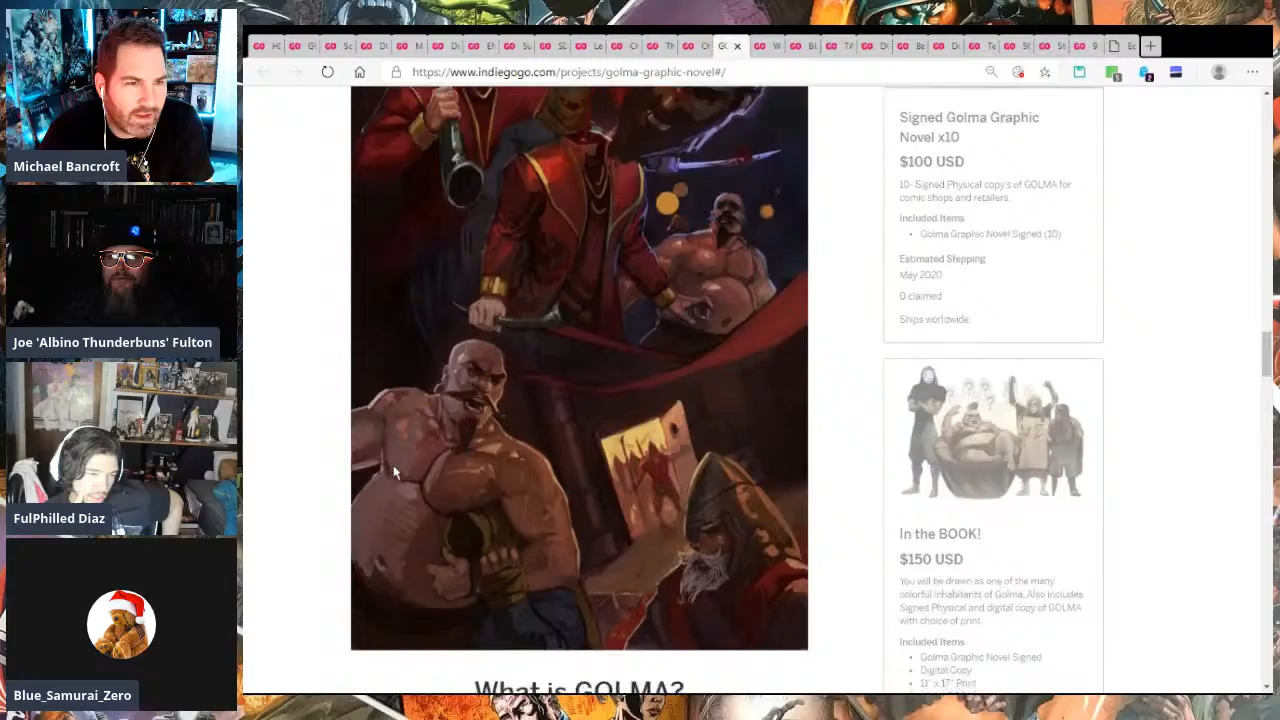 Michael Bancroft
Joe 'Albino Thunderbuns' Fulton
FulPhilled Diaz
Blue_Samurai_Zero
https://www.indiegogo.com/projects/golma-graphic-novel#/
Signed Golma Graphic
Novel x10
$100 USD
10- Signed Physical copy's of GOLMA for
comic shops and retailers.
Included Items
Golma Graphic Novel Signed (10)
Estimated Shipping
May 2020
0 claimed
Ships worldwide.
In the BOOK!
$150 USD
You will be drawn as one of the many
colorful inhabitants of Golma. Also includes
Signed Physical and digital copy of GOLMA
with choice of print.
Included Items
Golma Graphic Novel Signed
Digital Copy
11" x 17" Print
What is GOLMA?